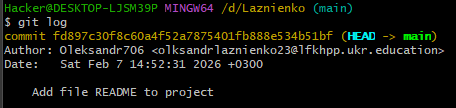 Hacker@DESKTOP-LJSM39P MINGW64 /d/Laznienko (main)
$ git log
commit fd897c30f8c60a4f52a7875401fb888e534b51bf (HEAD -> main)
Author: Oleksandr706 <olksandrlaznienko23@lfkhpp.ukr.education>
Date:   Sat Feb 7 14:52:31 2026 +0300
    Add file README to project